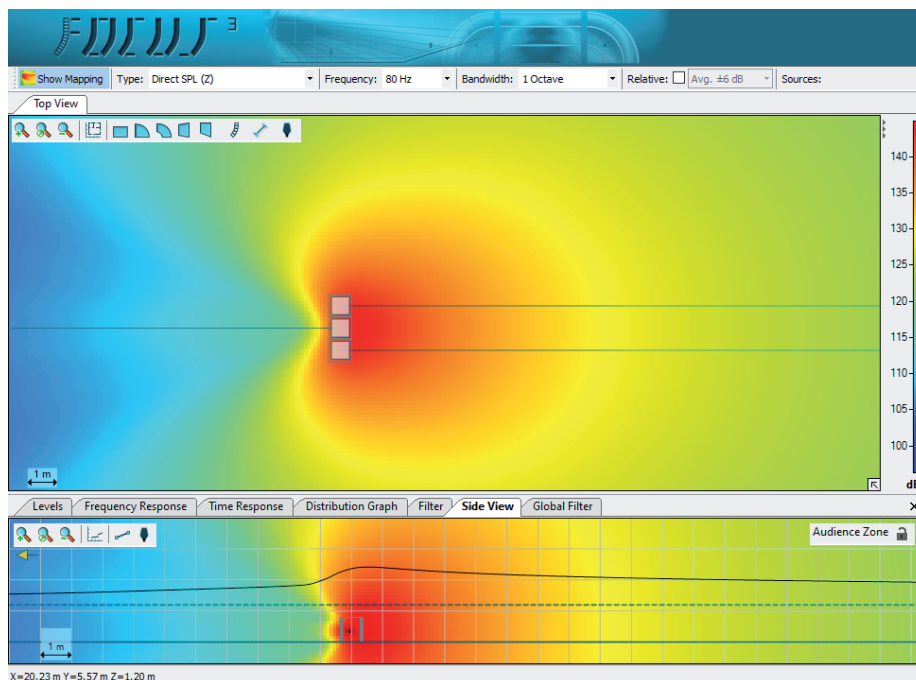 FOCUS 3
Show Mapping Type: Direct SPL (Z) Frequency: 80 Hz Bandwidth: 1 Octave Relative: Avg. ±6 dB Sources:
Top View
140
135
130
125
120
115
110
105
100
1 m
Levels Frequency Response Time Response Distribution Graph Filter Side View Global Filter
Audience Zone
1 m
X=20.23 m Y=5.57 m Z=1.20 m